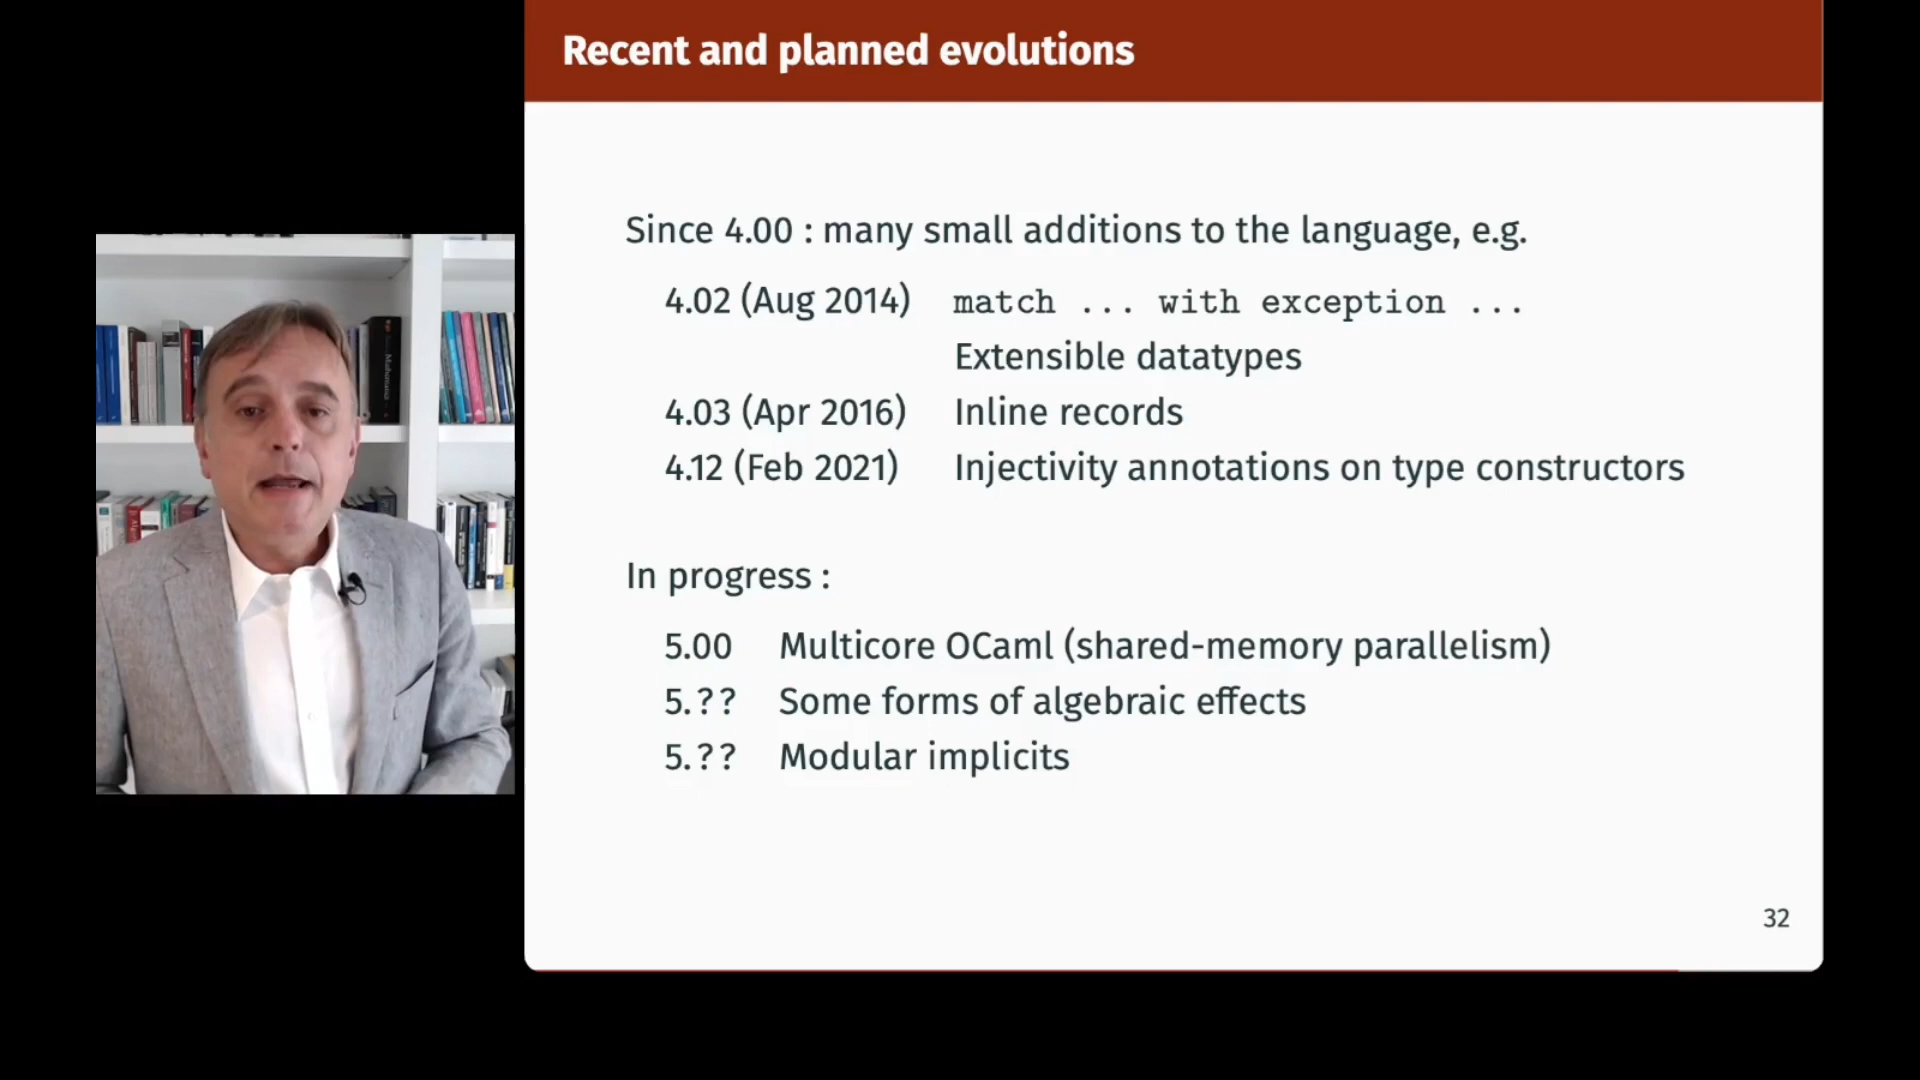 Recent and planned evolutions
Since 4.00 : many small additions to the language, e.g.
4.02 (Aug 2014) match ... with exception ...
Extensible datatypes
4.03 (Apr 2016) Inline records
4.12 (Feb 2021) Injectivity annotations on type constructors
In progress :
5.00 Multicore OCaml (shared-memory parallelism)
5.?? Some forms of algebraic effects
5.?? Modular implicits
32